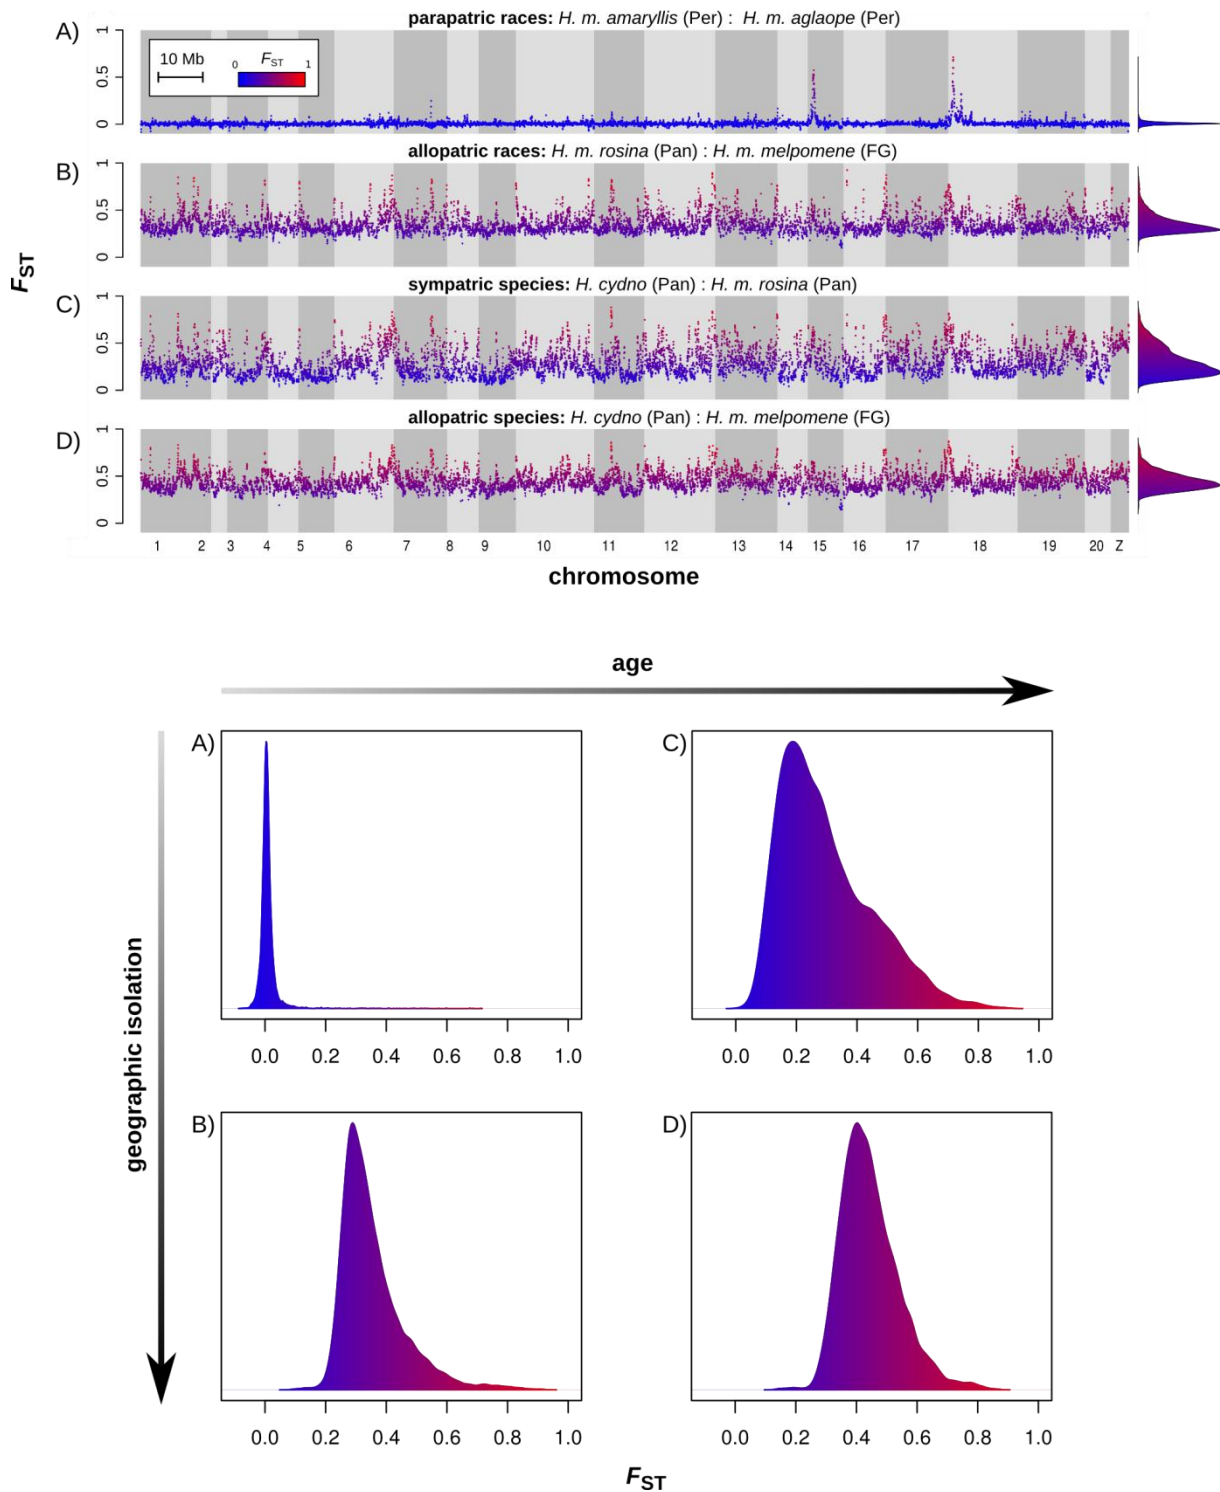 parapatric races: H. m. amaryllis (Per) : H. m. aglaope (Per)
A)
1
0.5
0
10 Mb
FST
0
1
allopatric races: H. m. rosina (Pan) : H. m. melpomene (FG)
B)
1
0.5
0
sympatric species: H. cydno (Pan) : H. m. rosina (Pan)
C)
1
0.5
0
allopatric species: H. cydno (Pan) : H. m. melpomene (FG)
D)
1
0.5
0
FST
1 2 3 4 5 6 7 8 9 10 11 12 13 14 15 16 17 18 19 20 Z
chromosome
age
geographic isolation
A)
0.0 0.2 0.4 0.6 0.8 1.0
C)
0.0 0.2 0.4 0.6 0.8 1.0
B)
0.0 0.2 0.4 0.6 0.8 1.0
D)
0.0 0.2 0.4 0.6 0.8 1.0
FST